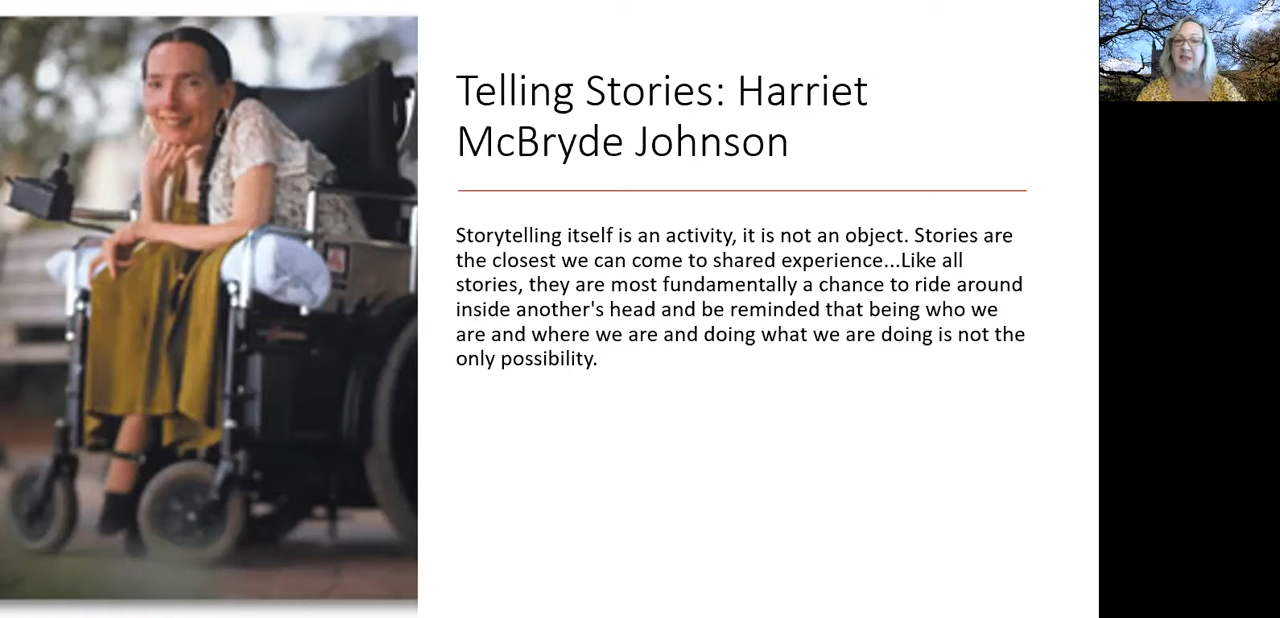 Telling Stories: Harriet
McBryde Johnson
Storytelling itself is an activity, it is not an object. Stories are
the closest we can come to shared experience...Like all
stories, they are most fundamentally a chance to ride around
inside another's head and be reminded that being who we
are and where we are and doing what we are doing is not the
only possibility.